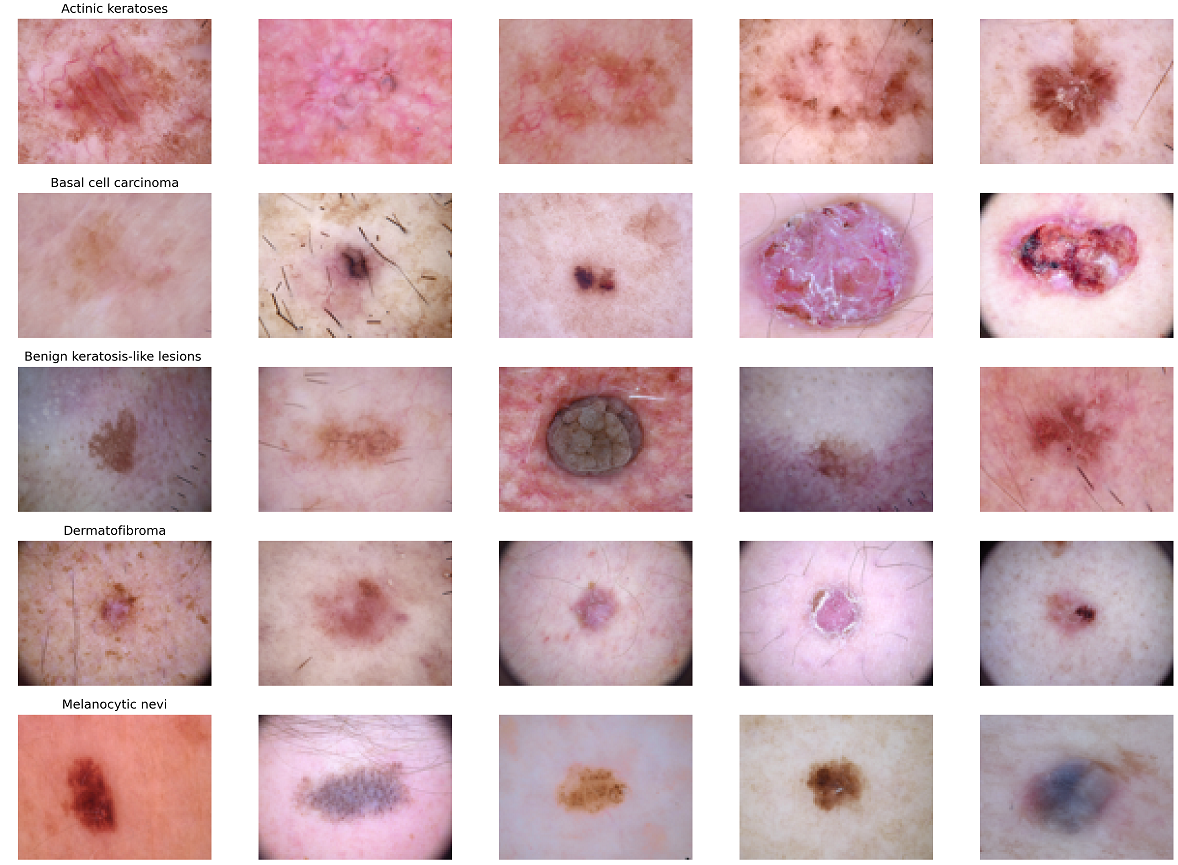 Actinic keratoses
Basal cell carcinoma
Benign keratosis-like lesions
Dermatofibroma
Melanocytic nevi